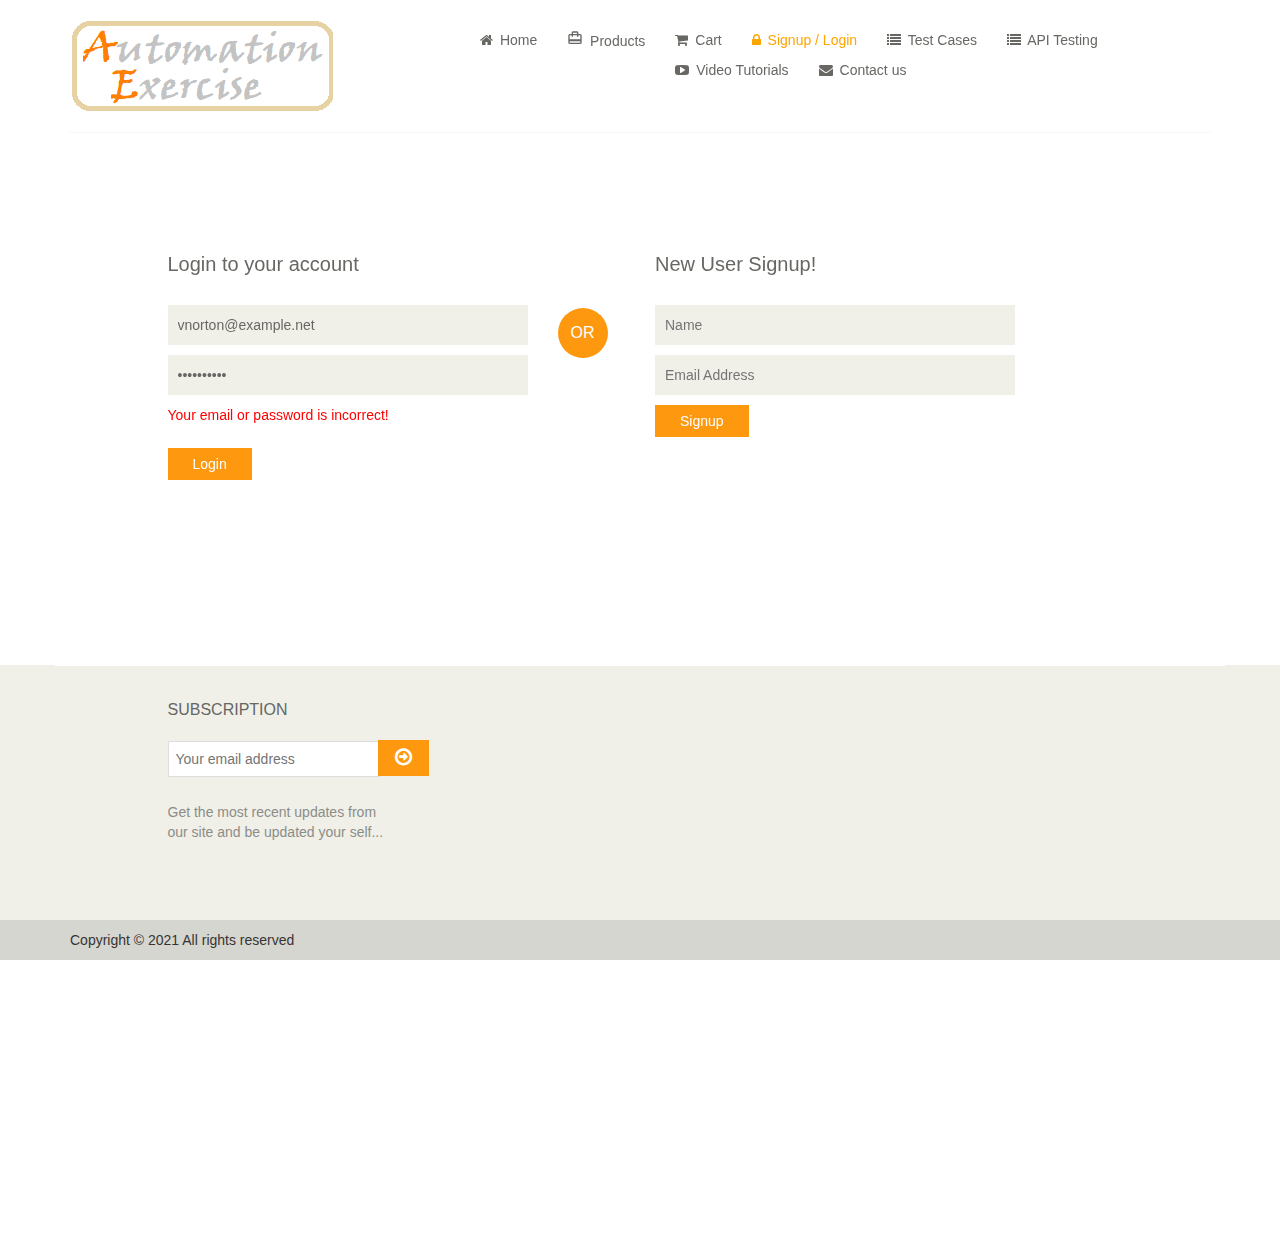 Automation
Exercise
Home
Products
Cart
Signup / Login
Test Cases
API Testing
Video Tutorials
Contact us
Login to your account
vnorton@example.net
••••••••••
Your email or password is incorrect!
Login
OR
New User Signup!
Name
Email Address
Signup
SUBSCRIPTION
Your email address
Get the most recent updates from
our site and be updated your self...
Copyright © 2021 All rights reserved